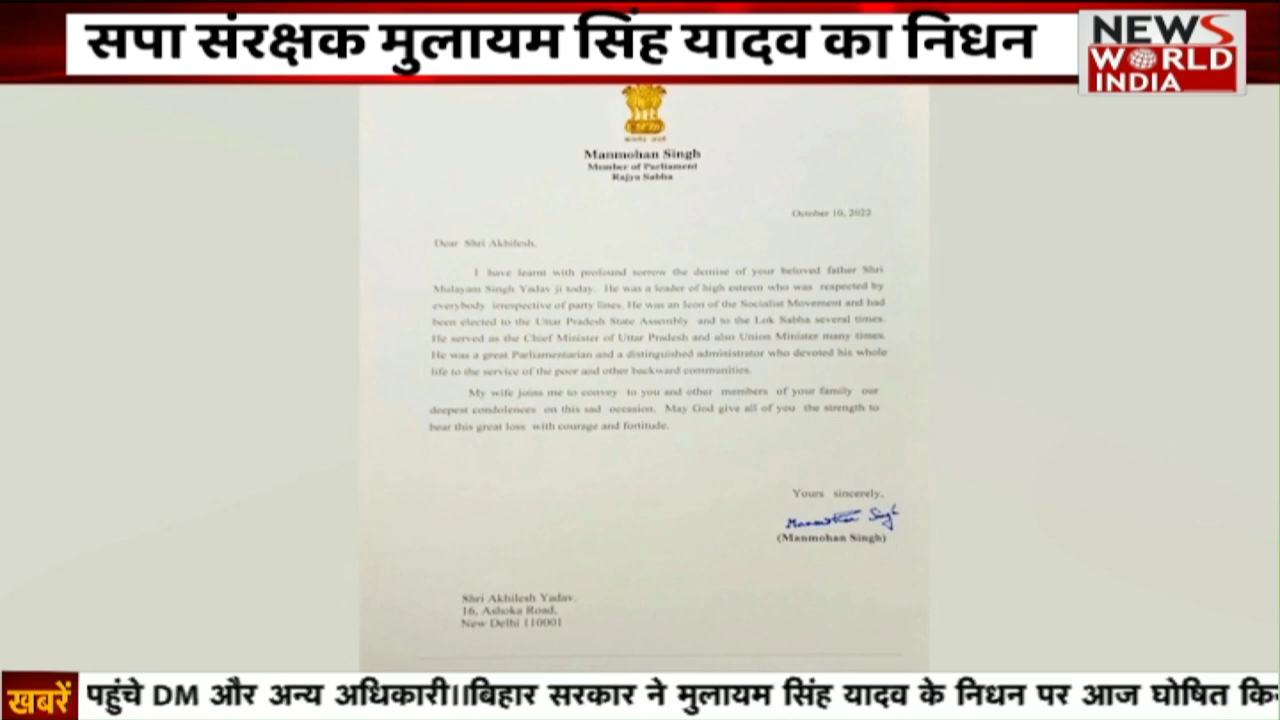 सपा संरक्षक मुलायम सिंह यादव का निधन
NEWS
WORLD
INDIA
Manmohan Singh
Member of Parliament
Rajya Sabha
October 10, 2022
Dear Shri Akhilesh,
I have learnt with profound sorrow the demise of your beloved father Shri
Mulayam Singh Yadav ji today. He was a leader of high esteem who was respected by
everybody irrespective of party lines. He was an Icon of the Socialist Movement and had
been elected to the Uttar Pradesh State Assembly and to the Lok Sabha several times.
He served as the Chief Minister of Uttar Pradesh and also Union Minister many times.
He was a great Parliamentarian and a distinguished administrator who devoted his whole
life to the service of the poor and other backward communities.
My wife joins me to convey to you and other members of your family our
deepest condolences on this sad occasion. May God give all of you the strength to
bear this great loss with courage and fortitude.
Yours sincerely,
Manmohan Singh
(Manmohan Singh)
Shri Akhilesh Yadav,
16, Ashoka Road,
New Delhi 110001
खबरें पहुंचे DM और अन्य अधिकारी।।बिहार सरकार ने मुलायम सिंह यादव के निधन पर आज घोषित कि